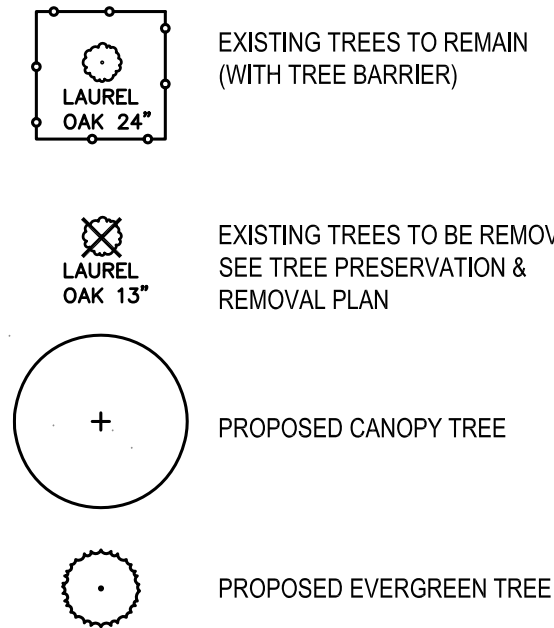 LAUREL
OAK 24"
EXISTING TREES TO REMAIN
(WITH TREE BARRIER)
LAUREL
OAK 13"
EXISTING TREES TO BE REMOV
SEE TREE PRESERVATION &
REMOVAL PLAN
PROPOSED CANOPY TREE
PROPOSED EVERGREEN TREE